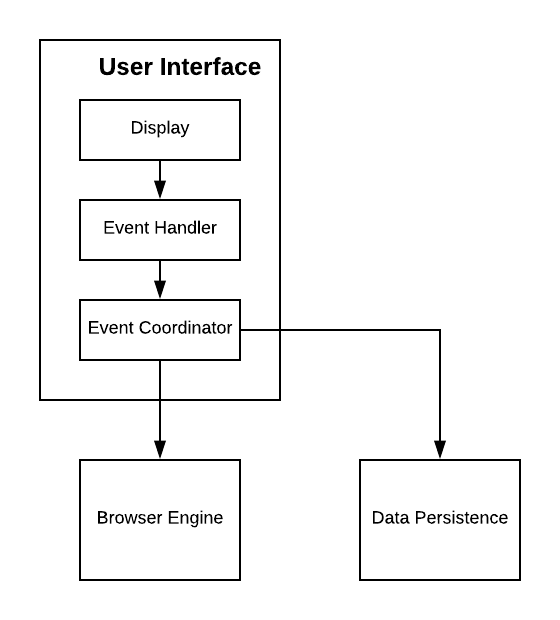 User Interface
Display
Event Handler
Event Coordinator
Browser Engine
Data Persistence